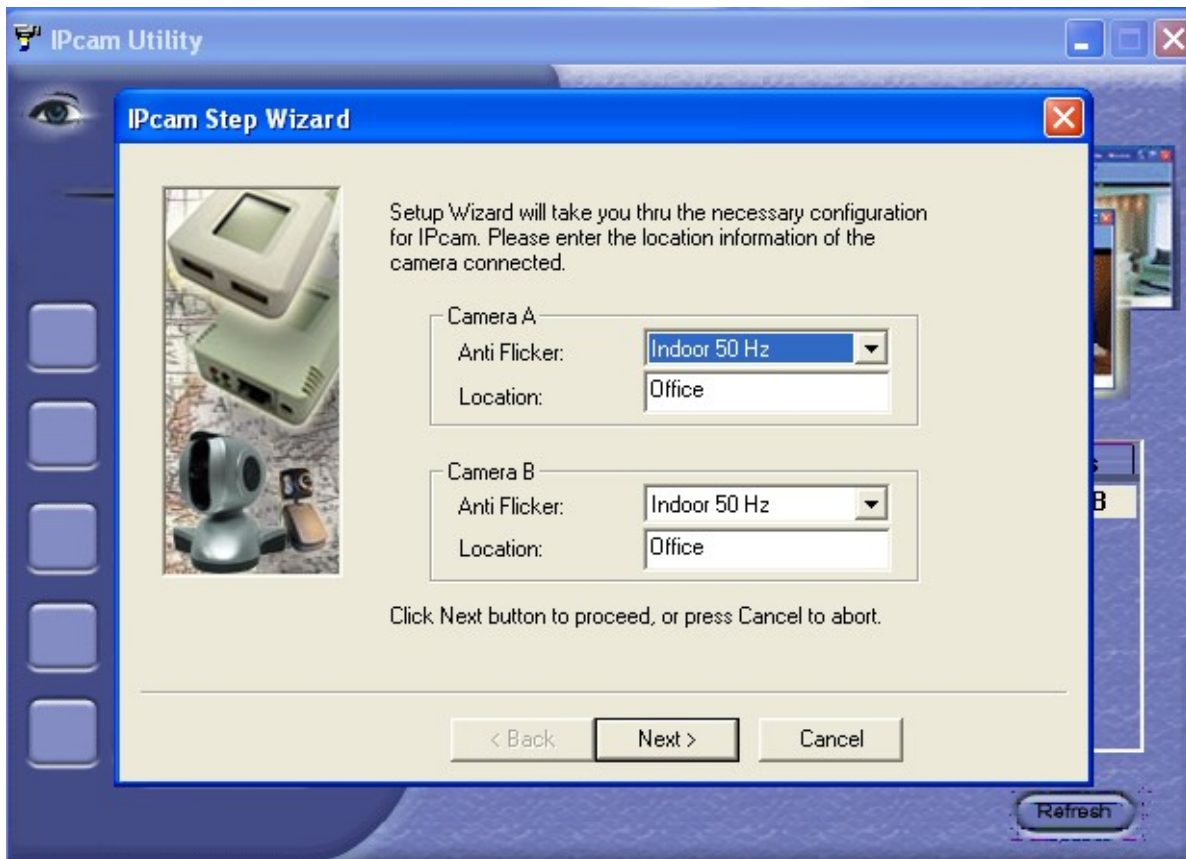 IPcam Utility
IPcam Step Wizard
Setup Wizard will take you thru the necessary configuration
for IPcam. Please enter the location information of the
camera connected.
Camera A
Anti Flicker: Indoor 50 Hz
Location: Office
Camera B
Anti Flicker: Indoor 50 Hz
Location: Office
Click Next button to proceed, or press Cancel to abort.
< Back Next > Cancel
Refresh